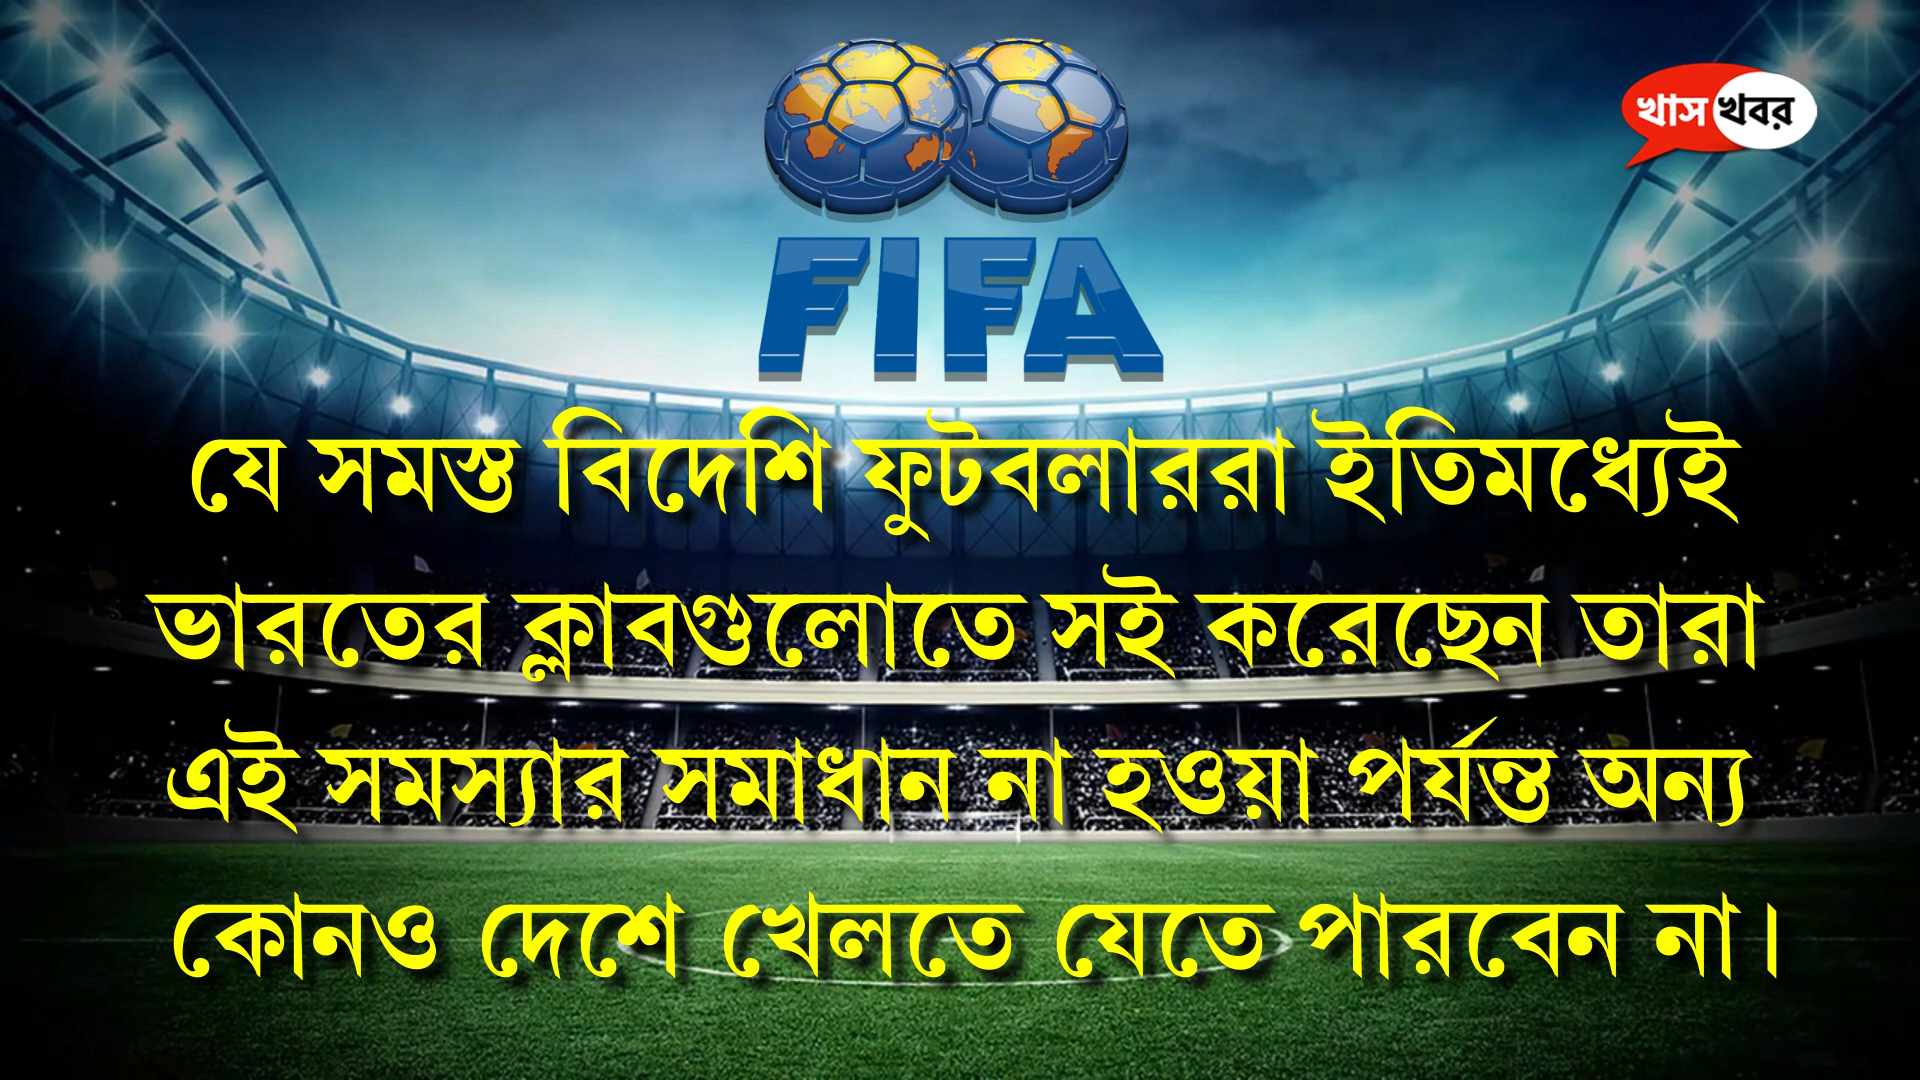 খাস খবর
FIFA
যে সমস্ত বিদেশি ফুটবলাররা ইতিমধ্যেই
ভারতের ক্লাবগুলোতে সই করেছেন তারা
এই সমস্যার সমাধান না হওয়া পর্যন্ত অন্য
কোনও দেশে খেলতে যেতে পারবেন না।